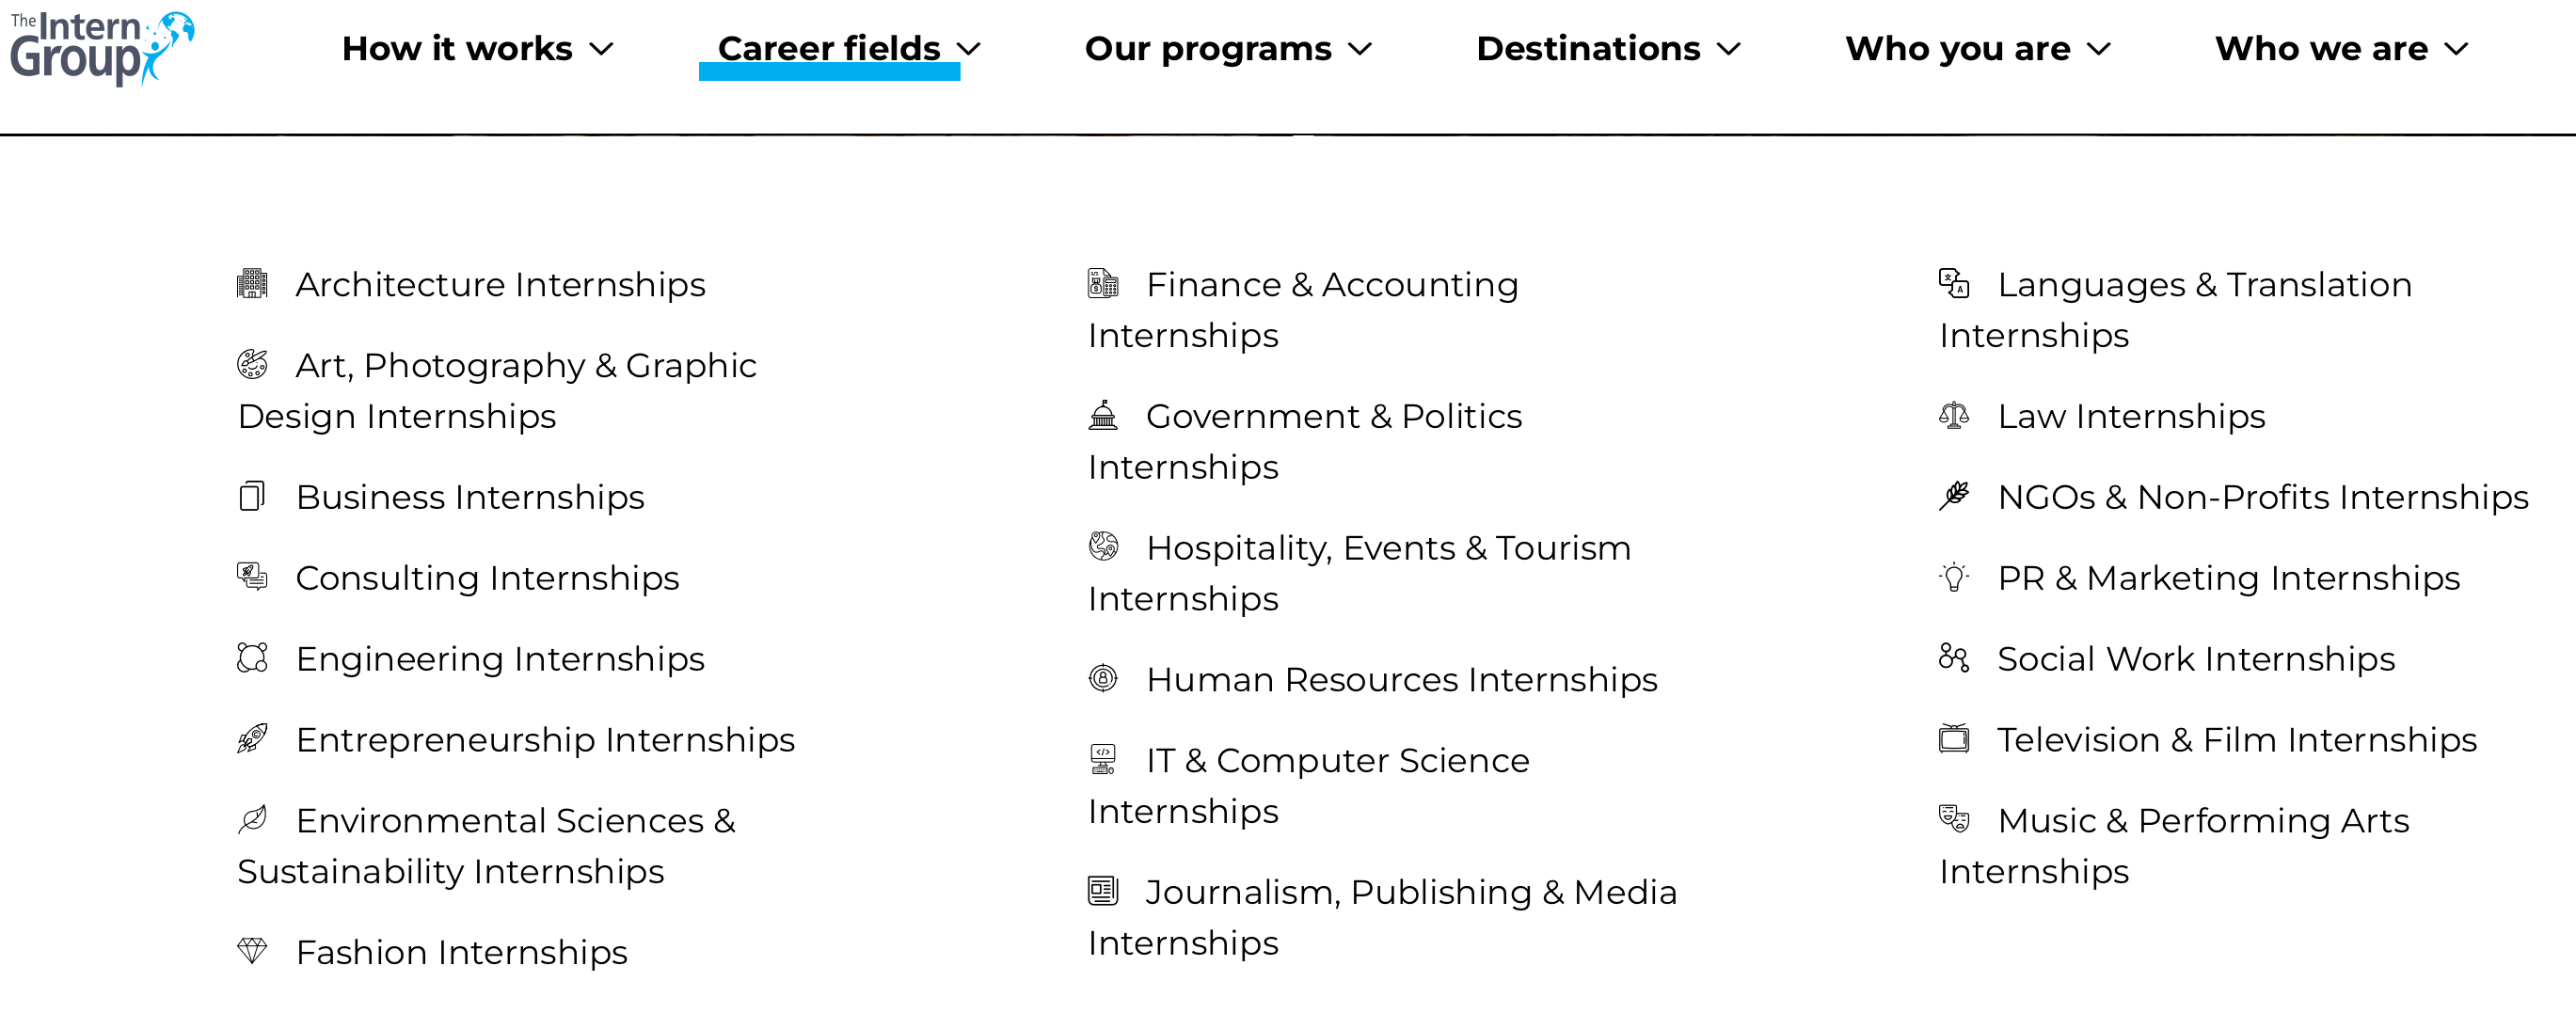 The Intern
Group
How it works
Career fields
Our programs
Destinations
Who you are
Who we are
Architecture Internships
Art, Photography & Graphic
Design Internships
Business Internships
Consulting Internships
Engineering Internships
Entrepreneurship Internships
Environmental Sciences &
Sustainability Internships
Fashion Internships
Finance & Accounting
Internships
Government & Politics
Internships
Hospitality, Events & Tourism
Internships
Human Resources Internships
IT & Computer Science
Internships
Journalism, Publishing & Media
Internships
Languages & Translation
Internships
Law Internships
NGOs & Non-Profits Internships
PR & Marketing Internships
Social Work Internships
Television & Film Internships
Music & Performing Arts
Internships